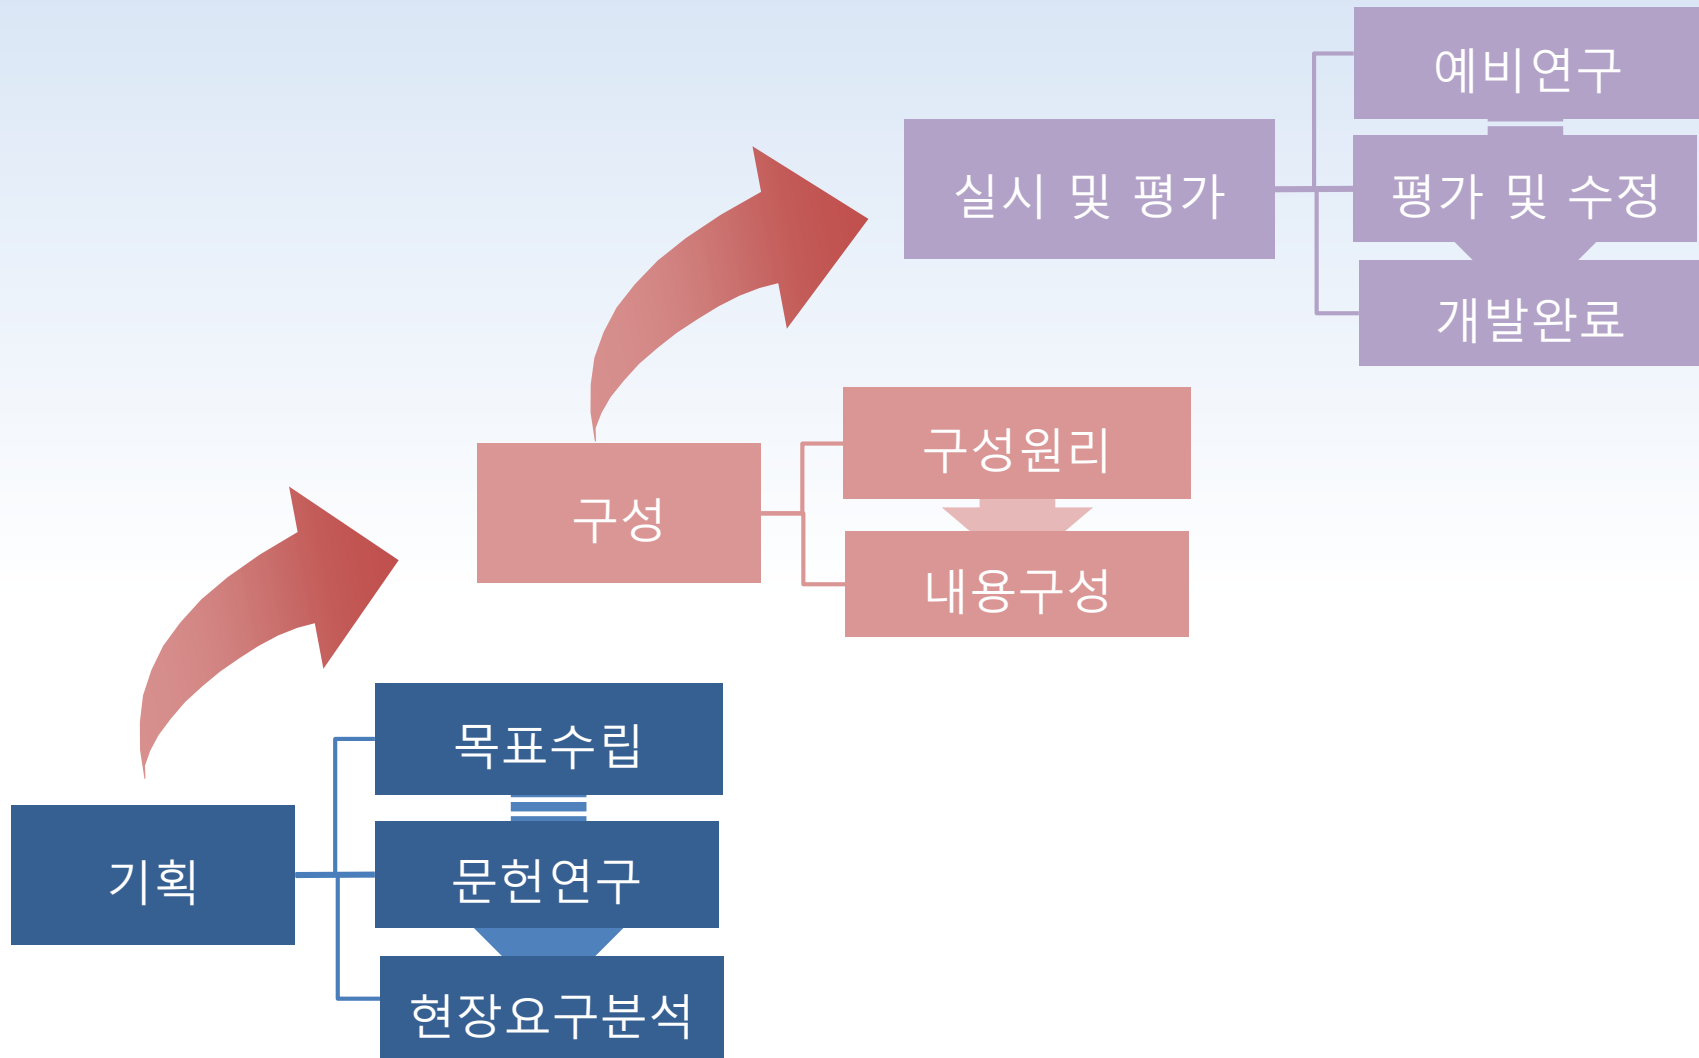 예비연구
실시 및 평가
평가 및 수정
개발완료
구성원리
구성
내용구성
목표수립
기획
문헌연구
현장요구분석